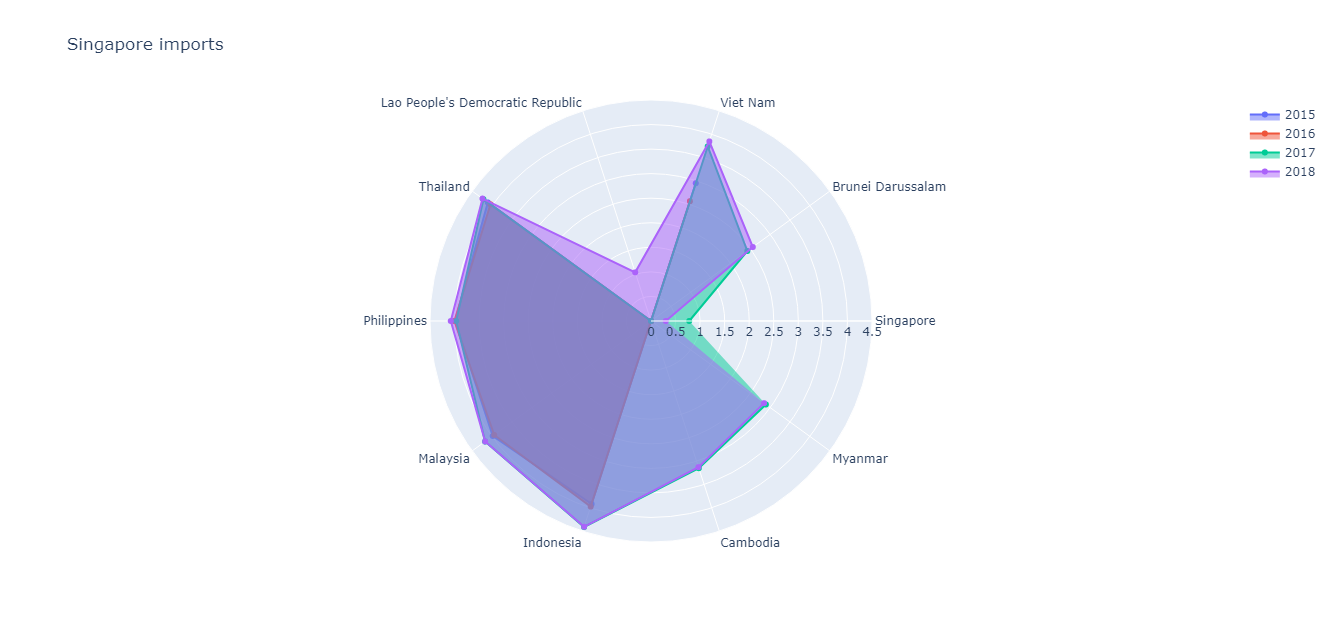 Singapore imports
Lao People's Democratic Republic
Viet Nam
2015
2016
2017
2018
Thailand
Brunei Darussalam
Philippines
Singapore
0 0.5 1 1.5 2 2.5 3 3.5 4 4.5
Malaysia
Myanmar
Indonesia
Cambodia